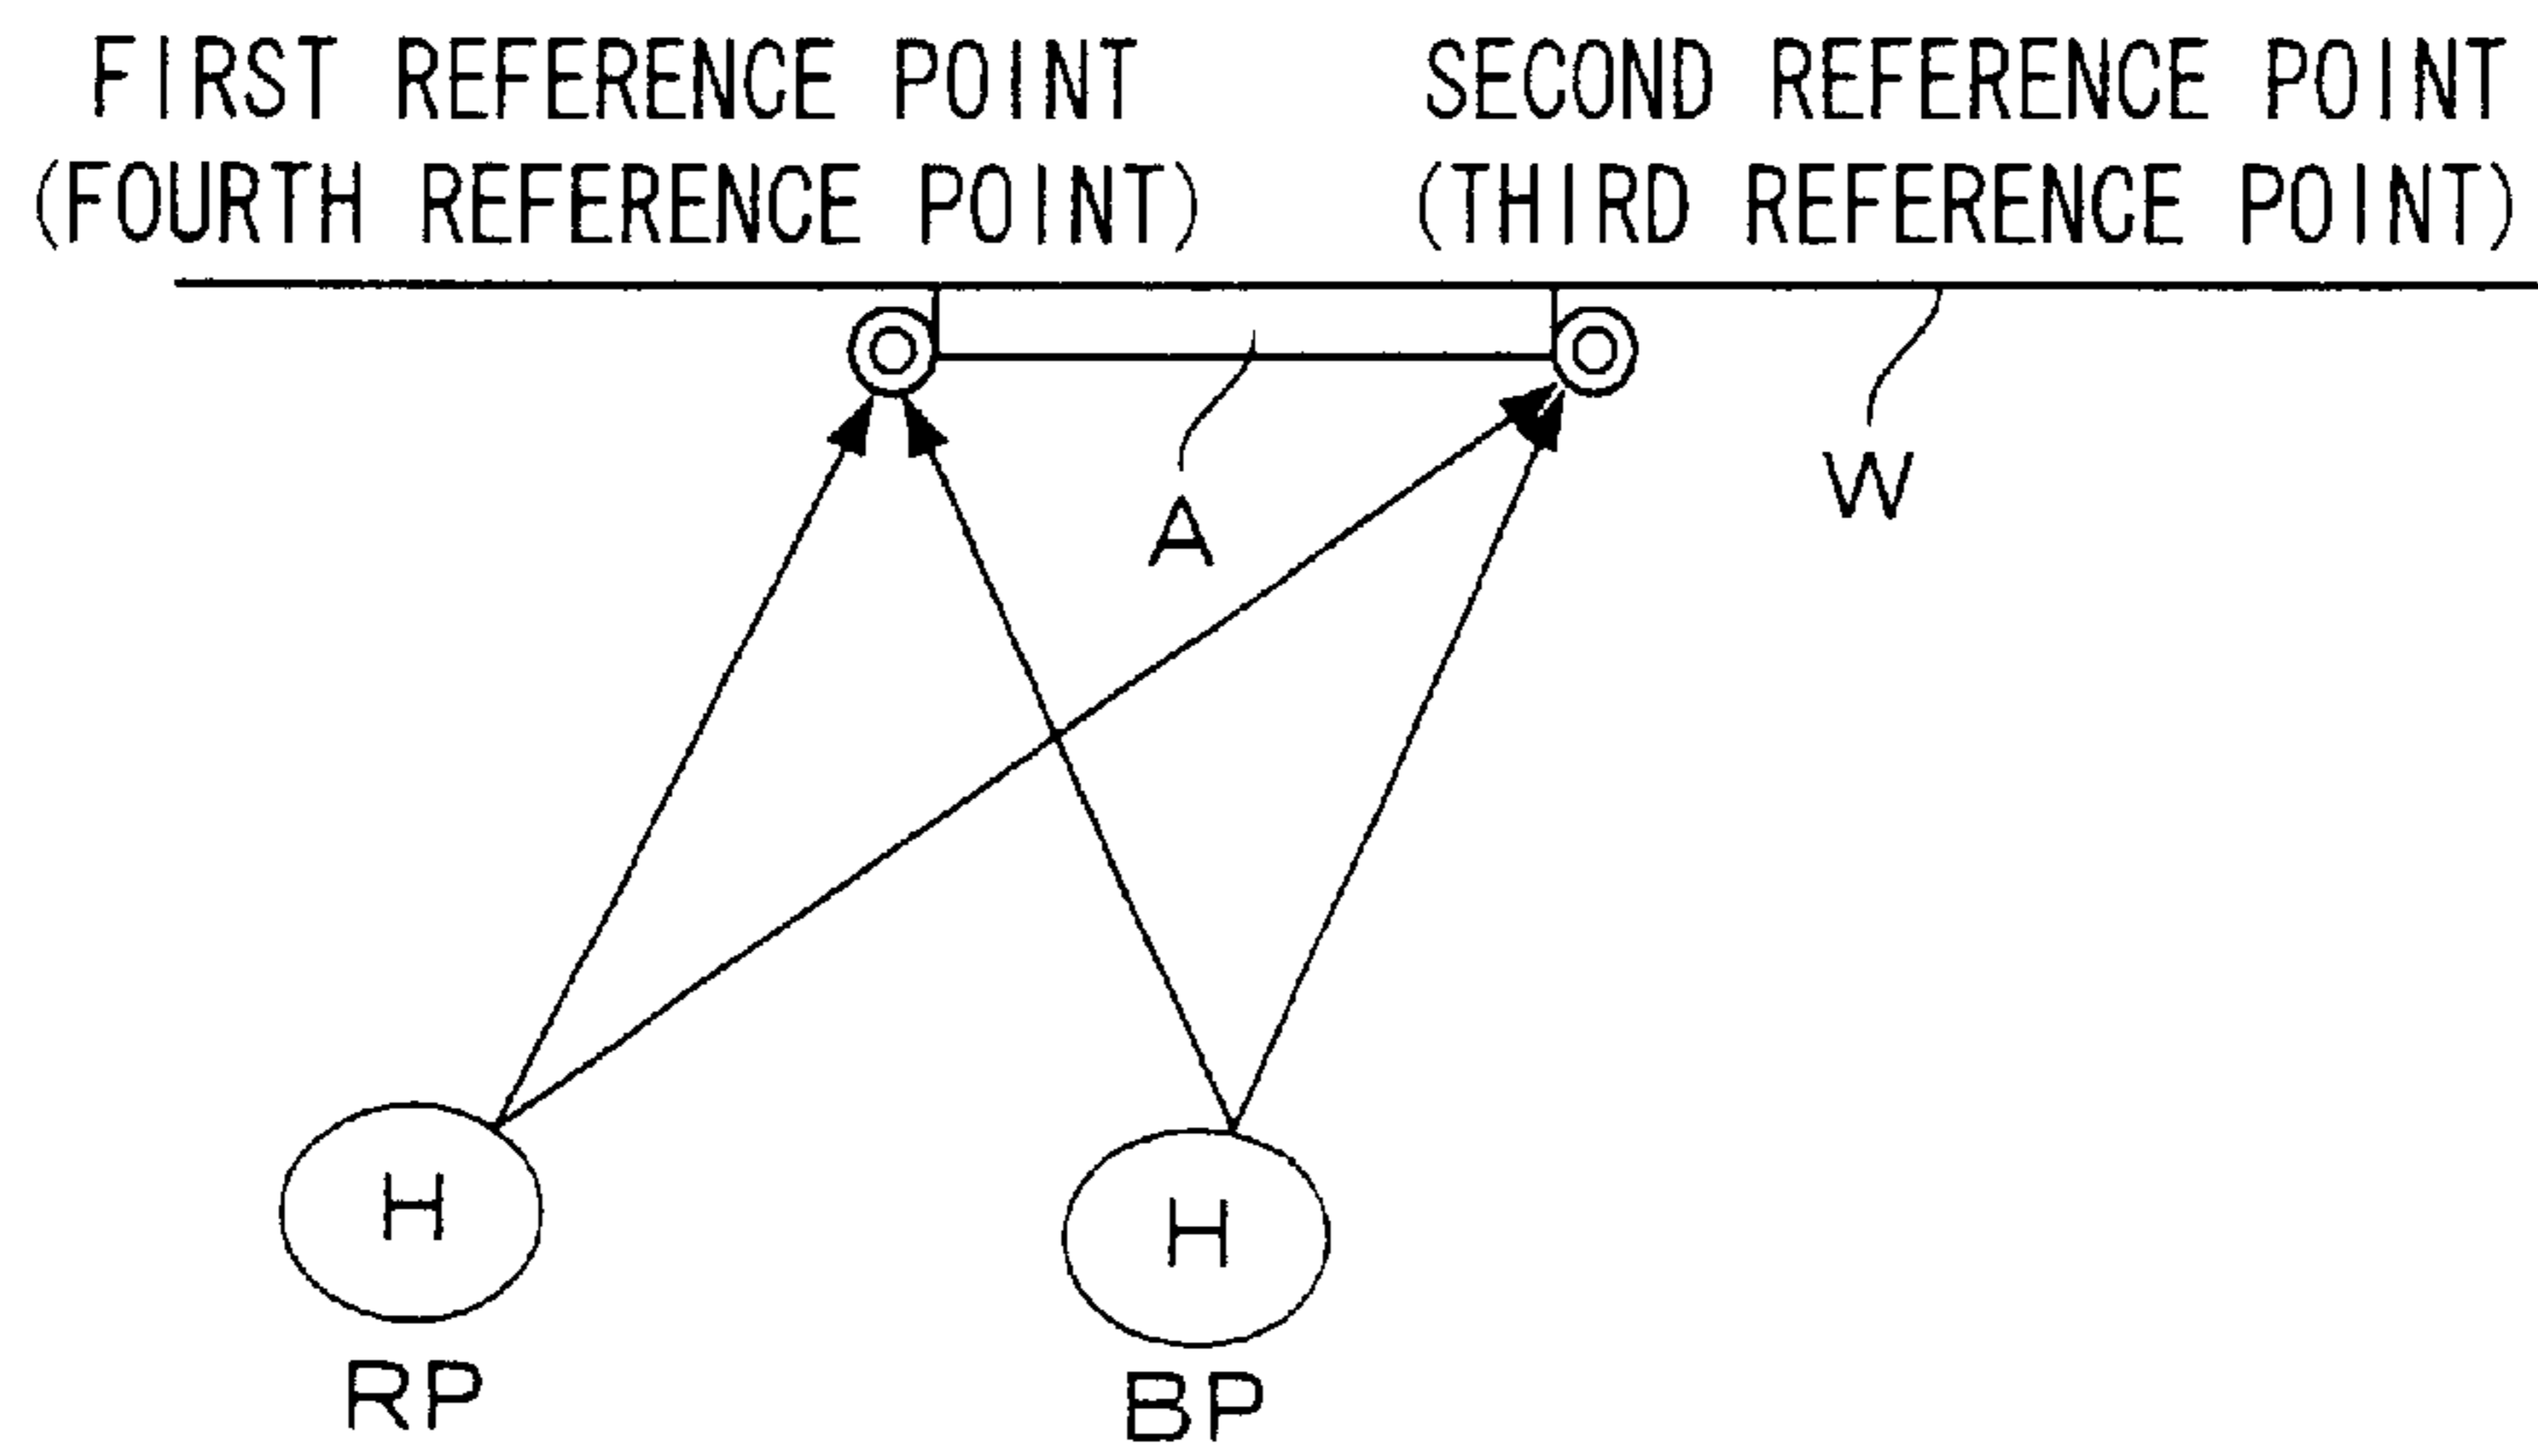 FIRST REFERENCE POINT
(FOURTH REFERENCE POINT)
SECOND REFERENCE POINT
(THIRD REFERENCE POINT)
A
W
H
RP
H
BP